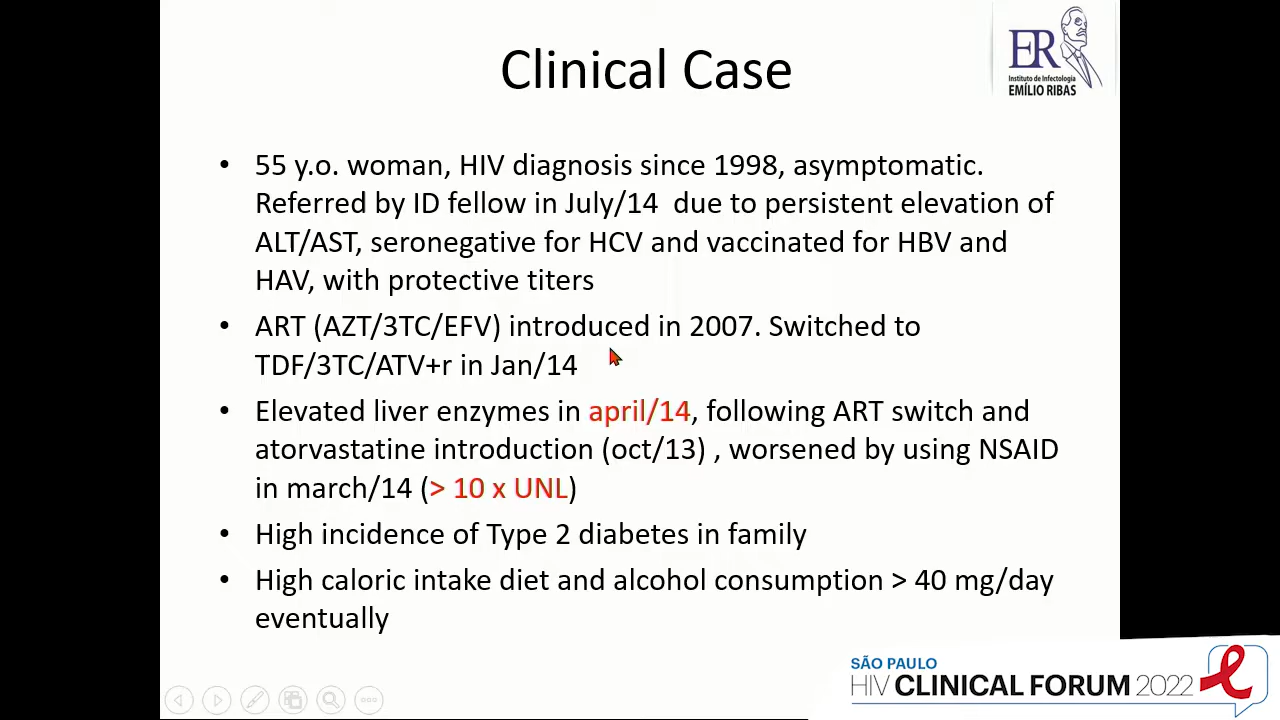 Clinical Case
ER
Instituto de Infectologia
EMÍLIO RIBAS
• 55 y.o. woman, HIV diagnosis since 1998, asymptomatic.
Referred by ID fellow in July/14 due to persistent elevation of
ALT/AST, seronegative for HCV and vaccinated for HBV and
HAV, with protective titers
• ART (AZT/3TC/EFV) introduced in 2007. Switched to
TDF/3TC/ATV+r in Jan/14
• Elevated liver enzymes in april/14, following ART switch and
atorvastatine introduction (oct/13) , worsened by using NSAID
in march/14 (> 10 x UNL)
• High incidence of Type 2 diabetes in family
• High caloric intake diet and alcohol consumption > 40 mg/day
eventually
SÃO PAULO
HIV CLINICAL FORUM 2022